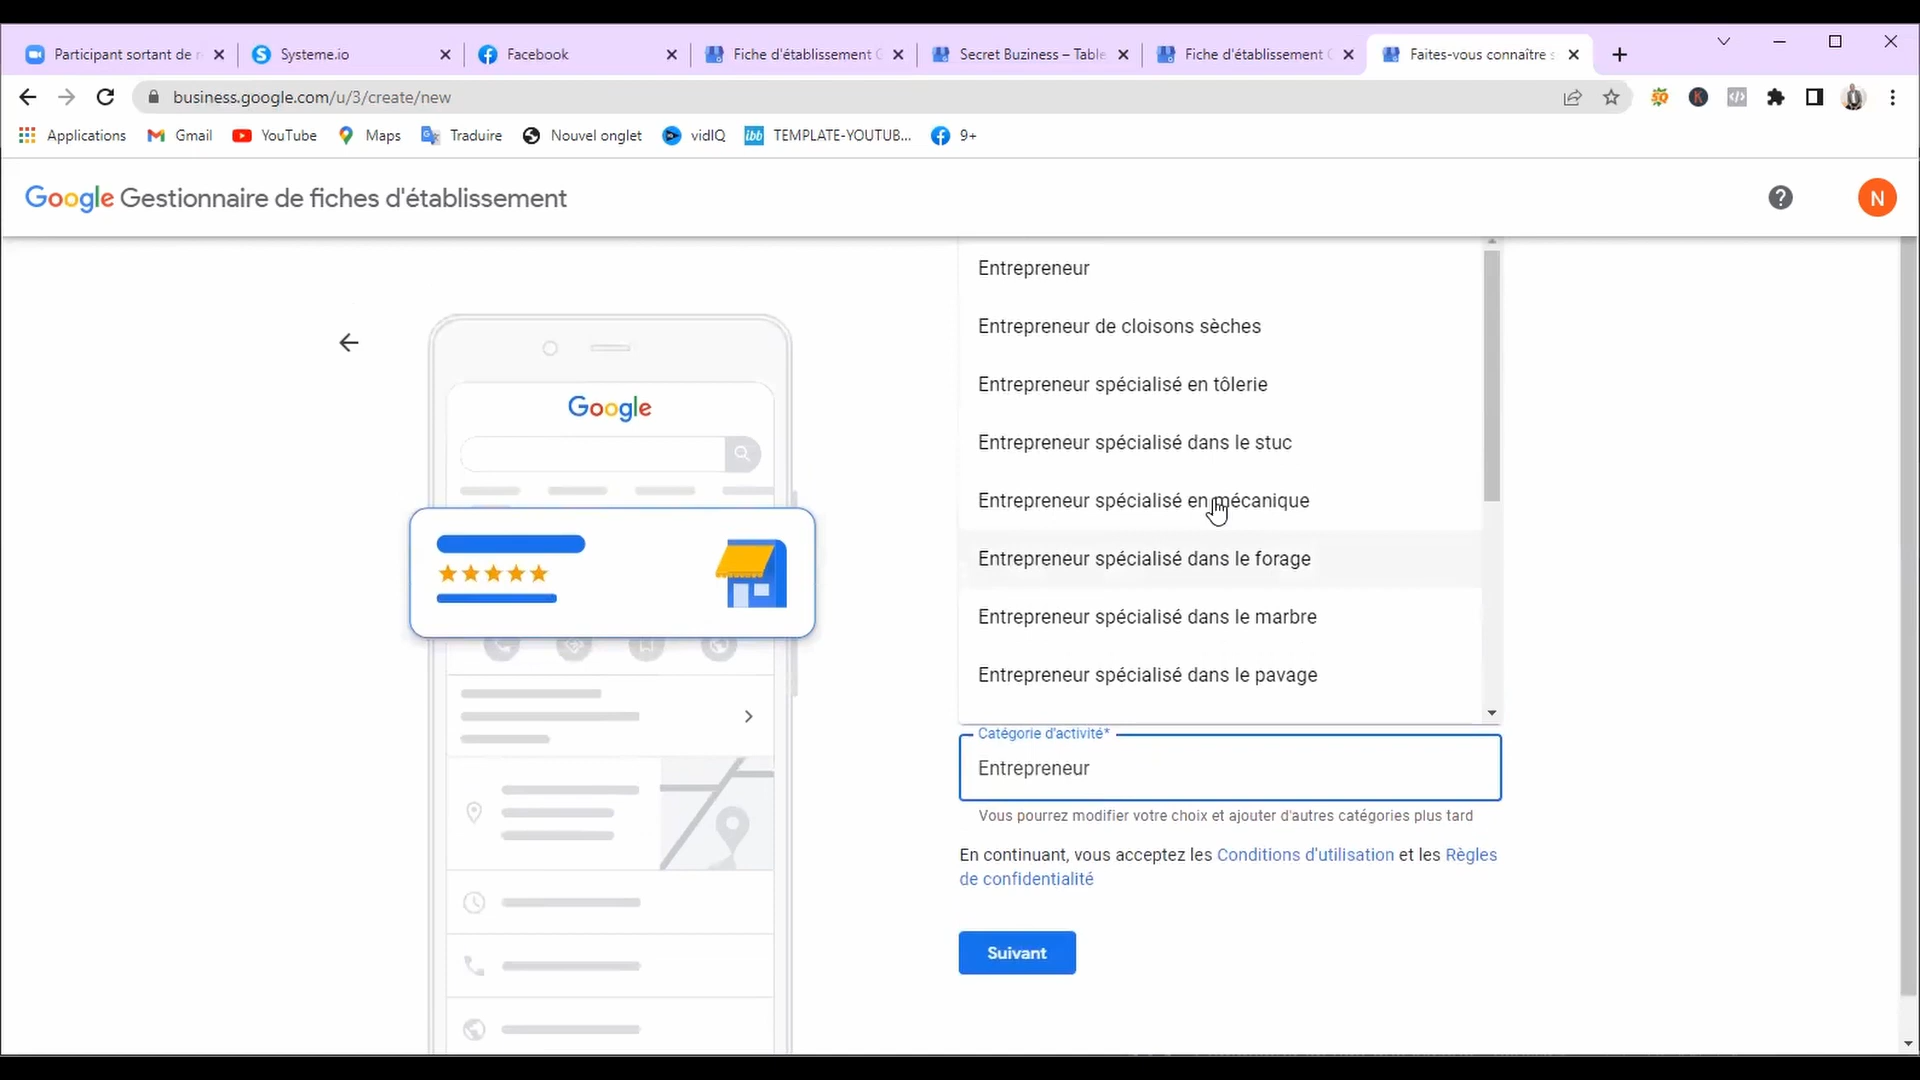 Participant sortant de
Systeme.io
Facebook
Fiche d'établissement
Secret Buziness – Table
Fiche d'établissement
Faites-vous connaître
business.google.com/u/3/create/new
Applications
Gmail
YouTube
Maps
Traduire
Nouvel onglet
vidIQ
ibb
TEMPLATE-YOUTUB...
9+
Google Gestionnaire de fiches d'établissement
N
Google
Entrepreneur
Entrepreneur de cloisons sèches
Entrepreneur spécialisé en tôlerie
Entrepreneur spécialisé dans le stuc
Entrepreneur spécialisé en mécanique
Entrepreneur spécialisé dans le forage
Entrepreneur spécialisé dans le marbre
Entrepreneur spécialisé dans le pavage
Catégorie d'activité*
Entrepreneur
Vous pourrez modifier votre choix et ajouter d'autres catégories plus tard
En continuant, vous acceptez les Conditions d'utilisation et les Règles
de confidentialité
Suivant